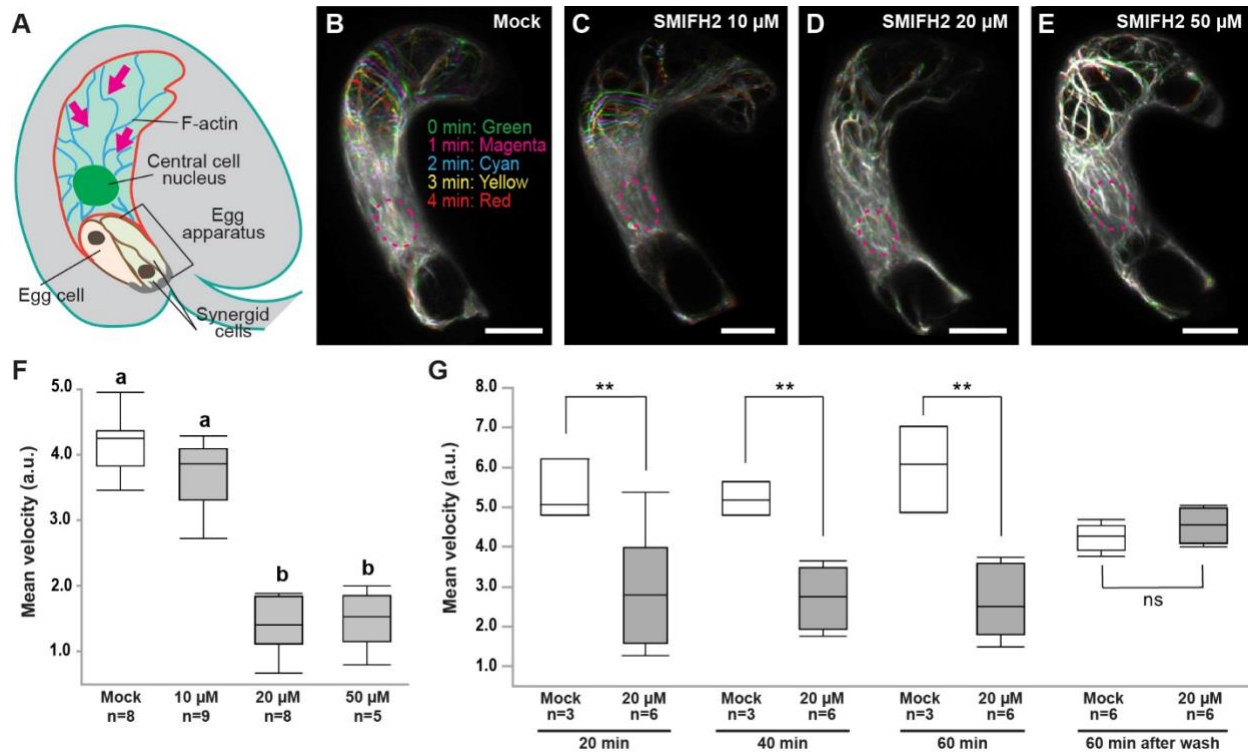 A
F-actin
Central cell
nucleus
Egg
apparatus
Egg cell
Synergid
cells
B
Mock
0 min: Green
1 min: Magenta
2 min: Cyan
3 min: Yellow
4 min: Red
C
SMIFH2 10 µM
D
SMIFH2 20 µM
E
SMIFH2 50 µM
F
Mean velocity (a.u.)
5.0
4.0
3.0
2.0
1.0
a
a
b
b
Mock
n=8
10 µM
n=9
20 µM
n=8
50 µM
n=5
G
Mean velocity (a.u.)
8.0
7.0
6.0
5.0
4.0
3.0
2.0
1.0
**
**
**
ns
Mock
n=3
20 µM
n=6
20 min
Mock
n=3
20 µM
n=6
40 min
Mock
n=3
20 µM
n=6
60 min
Mock
n=6
20 µM
n=6
60 min after wash